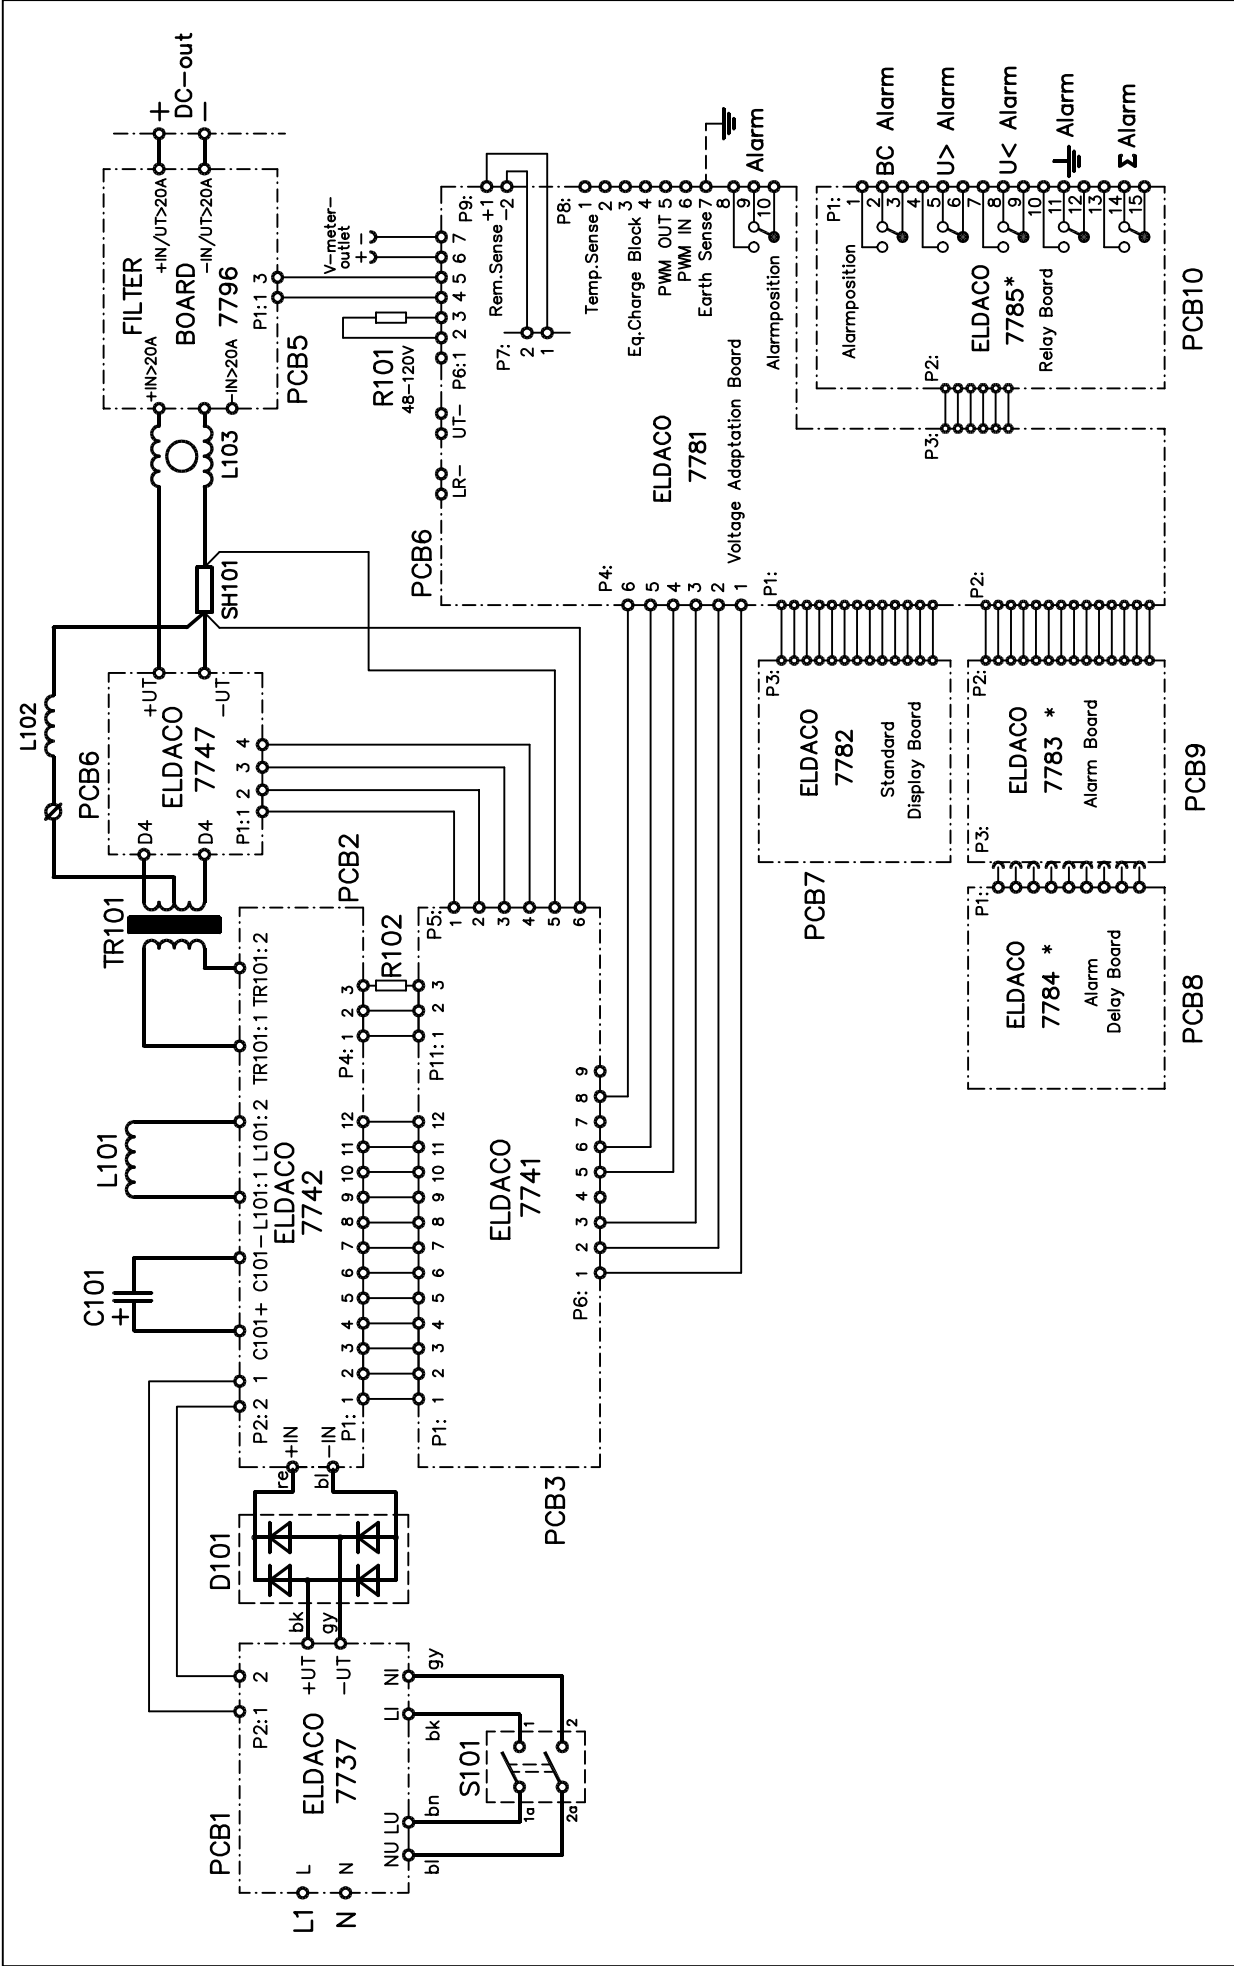 L1
N
PCB1
L
N
ELDACO
7737
P2:1
2
+UT
-UT
NU
LU
LI
NI
bl
bn
bk
gy
S101
1a
2a
1
2
bk
gy
D101
re
bl
+IN
-IN
P2: 2
1
C101+
C101-
L101: 1
L101: 2
TR101:1
TR101: 2
C101
+
L101
TR101
ELDACO
7742
PCB2
P1: 1 2 3 4 5 6 7 8 9 10 11 12
P4: 1 2 3
R102
P1: 1 2 3 4 5 6 7 8 9 10 11 12
P11: 1 2 3
ELDACO
7741
PCB3
P5: 1 2 3 4 5 6
P6: 1 2 3 4 5 6 7 8 9
L102
PCB6
D4
D4
ELDACO
7747
+UT
-UT
P1:1 2 3 4
SH101
L103
+IN>20A
-IN>20A
FILTER
BOARD
7796
+IN/UT>20A
-IN/UT>20A
P1:1 3
PCB5
+
DC-out
-
PCB6
LR-
UT-
P6:1 2 3 4 5 6 7
R101
48-120V
V-meter-
outlet
+ -
P9:
+1
-2
Rem.Sense
P7:
2
1
P8:
Temp.Sense
1
2
Eq.Charge Block
3
4
PWM OUT 5
PWM IN 6
Earth Sense 7
8
9
10
Alarmposition
Alarm
ELDACO
7781
Voltage Adaptation Board
P4:
6
5
4
3
2
1
P1:
P2:
P3:
P3:
ELDACO
7782
Standard
Display Board
PCB7
P2:
ELDACO
7783 *
Alarm Board
P3:
PCB9
P1:
ELDACO
7784 *
Alarm
Delay Board
PCB8
P2:
P1:
Alarmposition
ELDACO
7785*
Relay Board
PCB10
1
2
3
4
5
6
7
8
9
10
11
12
13
14
15
BC Alarm
U> Alarm
U< Alarm
Alarm
Σ Alarm